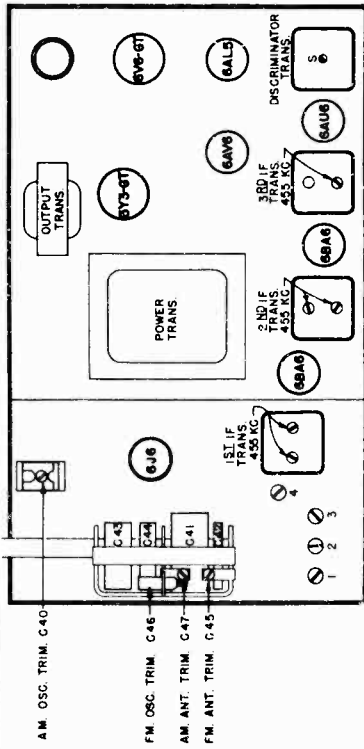 AM. OSC. TRIM. C40
FM. OSC. TRIM. C46
AM. ANT. TRIM. C47
FM. ANT. TRIM. C45
C43
C44
C41
C42
6J6
1ST IF
TRANS.
455 KC
4
1
2
3
OUTPUT
TRANS.
6Y3-GT
6V6-GT
POWER
TRANS.
6AV6
6AL5
6BA6
2ND IF
TRANS.
455 KC
6BA6
3RD IF
TRANS.
455 KC
6AU6
DISCRIMINATOR
TRANS.
S